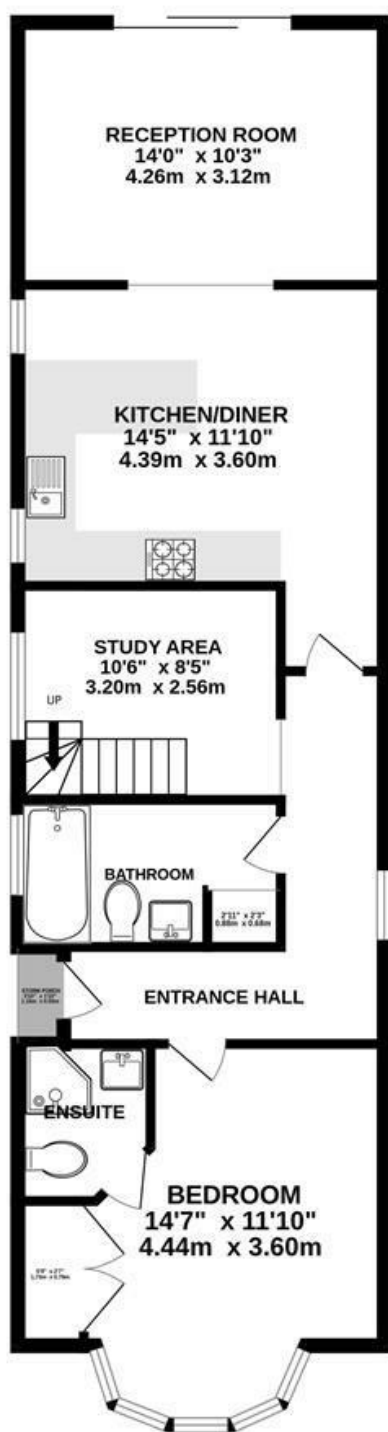 RECEPTION ROOM
14'0" x 10'3"
4.26m x 3.12m
KITCHEN/DINER
14'5" x 11'10"
4.39m x 3.60m
STUDY AREA
10'6" x 8'5"
3.20m x 2.56m
UP
BATHROOM
2'11" x 2'3"
0.88m x 0.68m
STORM PORCH
ENTRANCE HALL
ENSUITE
BEDROOM
14'7" x 11'10"
4.44m x 3.60m